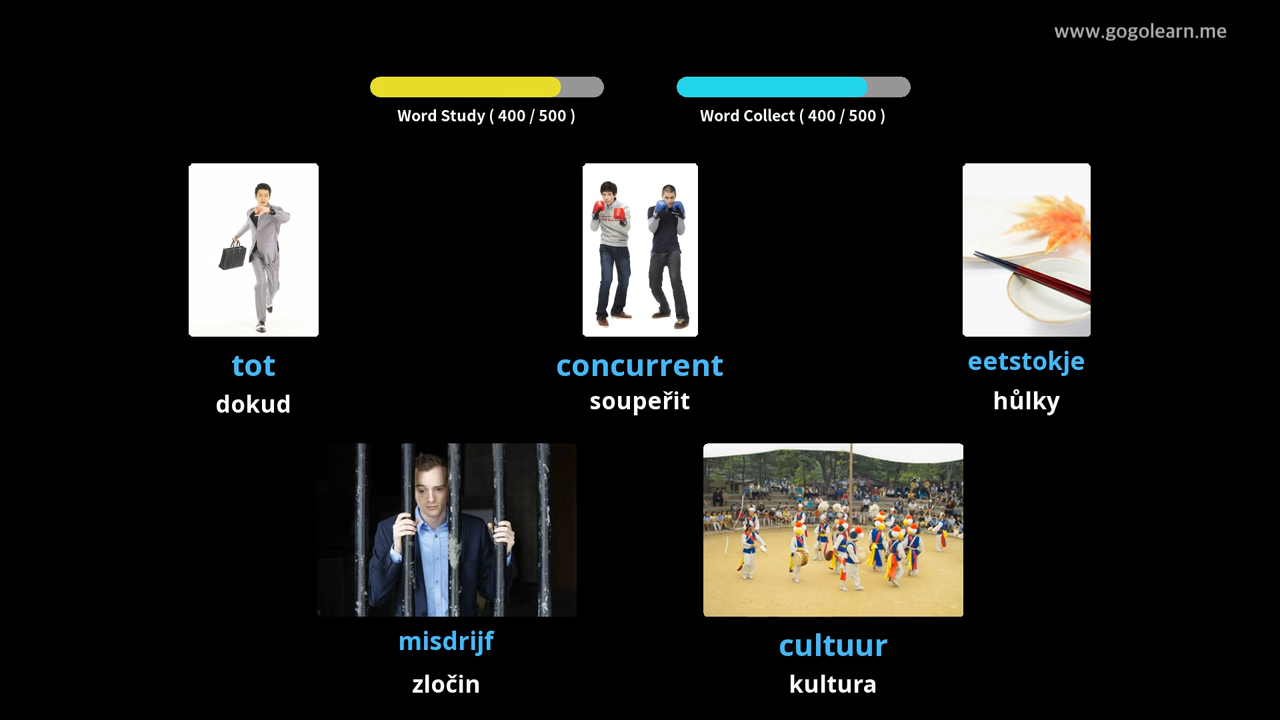 www.gogolearn.me
Word Study ( 400 / 500 )
Word Collect ( 400 / 500 )
tot
dokud
concurrent
soupeřit
eetstokje
hůlky
misdrijf
zločin
cultuur
kultura